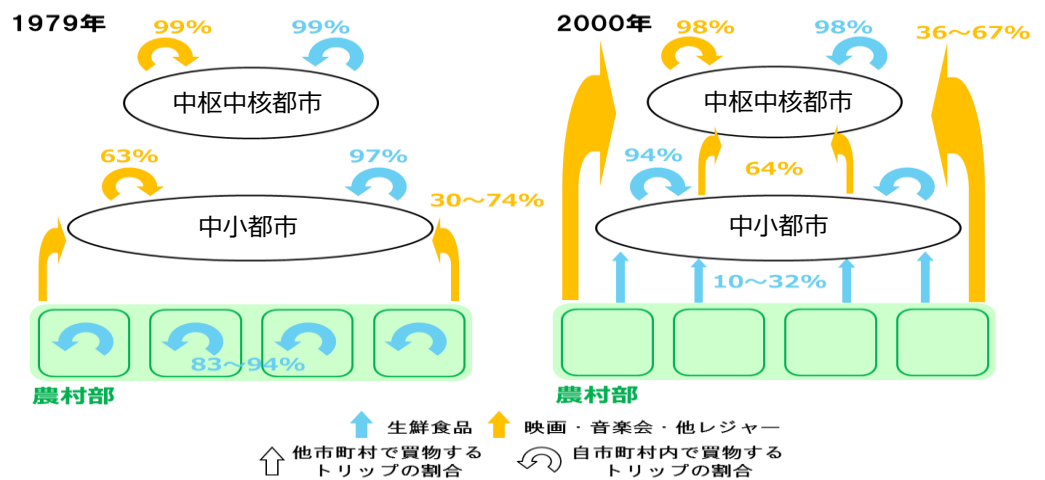 1979年
99%
99%
中枢中核都市
63%
97%
30～74%
中小都市
83～94%
農村部
2000年
98%
98%
36～67%
中枢中核都市
94%
64%
中小都市
10～32%
農村部
生鮮食品
映画・音楽会・他レジャー
他市町村で買物する
トリップの割合
自市町村内で買物する
トリップの割合